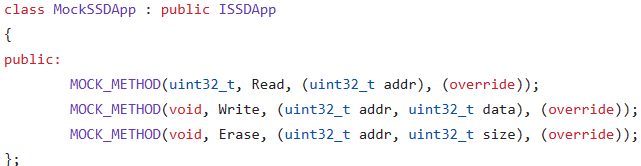 class MockSSDApp : public ISSDApp
{
public:
        MOCK_METHOD(uint32_t, Read, (uint32_t addr), (override));
        MOCK_METHOD(void, Write, (uint32_t addr, uint32_t data), (override));
        MOCK_METHOD(void, Erase, (uint32_t addr, uint32_t size), (override));
};